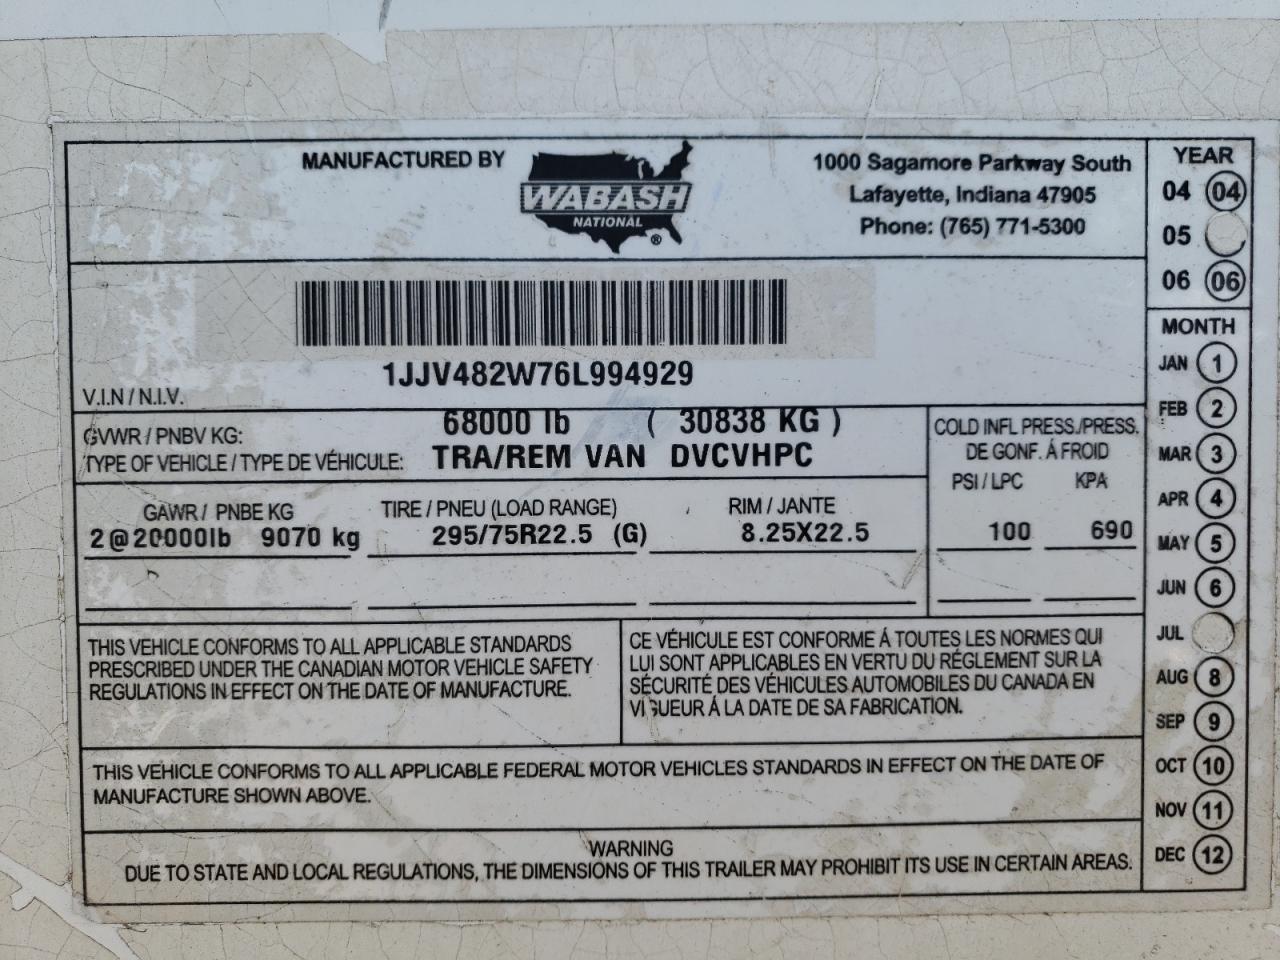 MANUFACTURED BY
WABASH
NATIONAL
®
1000 Sagamore Parkway South
Lafayette, Indiana 47905
Phone: (765) 771-5300
YEAR
04 04
05
06 06
MONTH
JAN 1
FEB 2
MAR 3
APR 4
MAY 5
JUN 6
JUL
AUG 8
SEP 9
OCT 10
NOV 11
DEC 12
1JJV482W76L994929
V.I.N / N.I.V.
GVWR / PNBV KG: 68000 lb ( 30838 KG )
TYPE OF VEHICLE / TYPE DE VÉHICULE: TRA/REM VAN DVCVHPC
COLD INFL PRESS./PRESS.
DE GONF. Á FROID
PSI / LPC KPA
100 690
GAWR / PNBE KG TIRE / PNEU (LOAD RANGE) RIM / JANTE
2@20000lb 9070 kg 295/75R22.5 (G) 8.25X22.5
THIS VEHICLE CONFORMS TO ALL APPLICABLE STANDARDS
PRESCRIBED UNDER THE CANADIAN MOTOR VEHICLE SAFETY
REGULATIONS IN EFFECT ON THE DATE OF MANUFACTURE.
CE VÉHICULE EST CONFORME Á TOUTES LES NORMES QUI
LUI SONT APPLICABLES EN VERTU DU RÉGLEMENT SUR LA
SÉCURITÉ DES VÉHICULES AUTOMOBILES DU CANADA EN
VIGUEUR Á LA DATE DE SA FABRICATION.
THIS VEHICLE CONFORMS TO ALL APPLICABLE FEDERAL MOTOR VEHICLES STANDARDS IN EFFECT ON THE DATE OF
MANUFACTURE SHOWN ABOVE.
WARNING
DUE TO STATE AND LOCAL REGULATIONS, THE DIMENSIONS OF THIS TRAILER MAY PROHIBIT ITS USE IN CERTAIN AREAS.